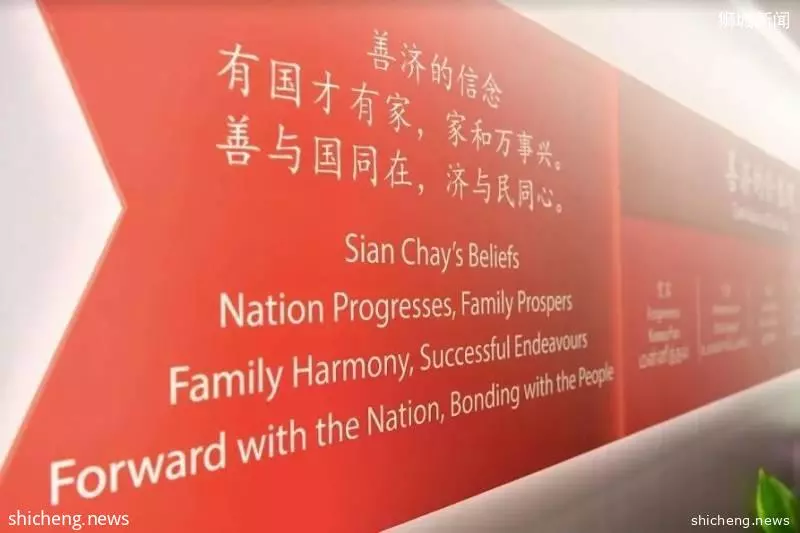 狮城新闻
善济的信念
有国才有家，家和万事兴。
善与国同在，济与民同心。
Sian Chay's Beliefs
Nation Progresses, Family Prospers
Family Harmony, Successful Endeavours
Forward with the Nation, Bonding with the People
shicheng.news
shicheng.news